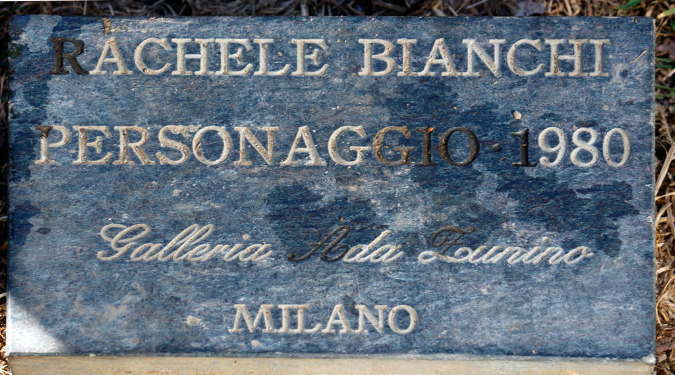 RACHELE BIANCHI
PERSONAGGIO · 1980
Galleria Ada Zunino
MILANO